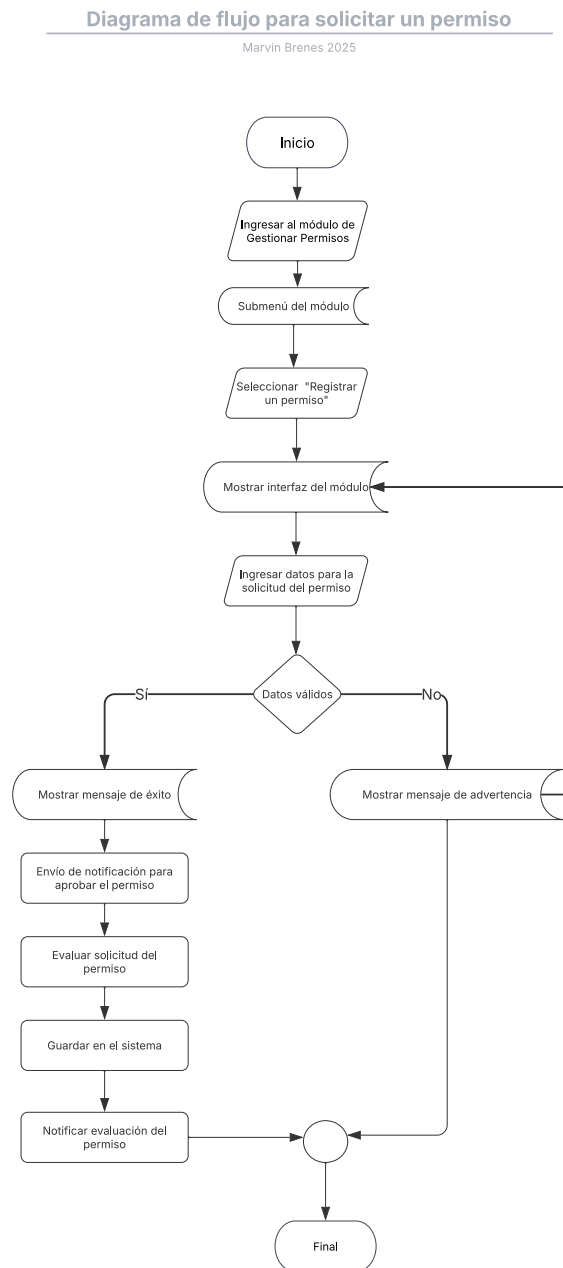 Diagrama de flujo para solicitar un permiso
Marvin Brenes 2025
Inicio
Ingresar al módulo de
Gestionar Permisos
Submenú del módulo
Seleccionar "Registrar
un permiso"
Mostrar interfaz del módulo
Ingresar datos para la
solicitud del permiso
Datos válidos
Sí
No
Mostrar mensaje de éxito
Mostrar mensaje de advertencia
Envío de notificación para
aprobar el permiso
Evaluar solicitud del
permiso
Guardar en el sistema
Notificar evaluación del
permiso
Final